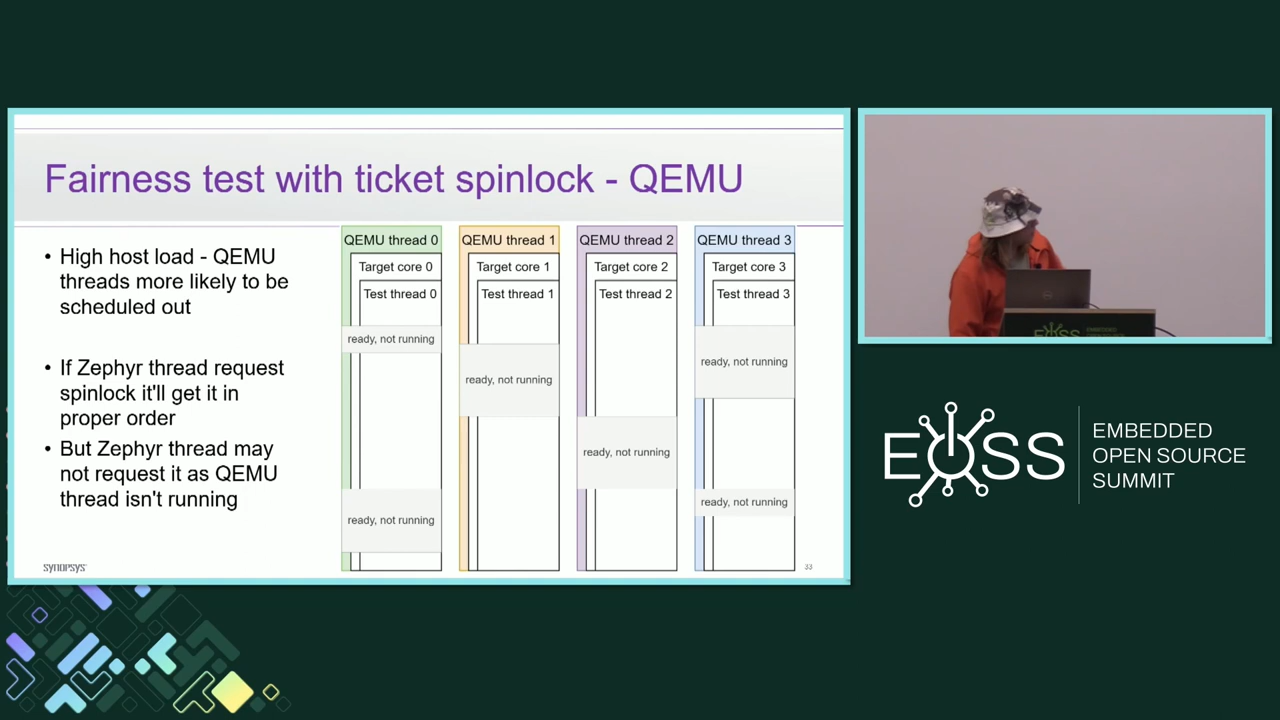 Fairness test with ticket spinlock - QEMU
• High host load - QEMU
threads more likely to be
scheduled out
• If Zephyr thread request
spinlock it'll get it in
proper order
• But Zephyr thread may
not request it as QEMU
thread isn't running
QEMU thread 0
Target core 0
Test thread 0
ready, not running
ready, not running
QEMU thread 1
Target core 1
Test thread 1
ready, not running
QEMU thread 2
Target core 2
Test thread 2
ready, not running
QEMU thread 3
Target core 3
Test thread 3
ready, not running
ready, not running
SYNOPSYS
33
EOSS
EMBEDDED
OPEN SOURCE
SUMMIT
EOSS
EMBEDDED
OPEN SOURCE
SUMMIT